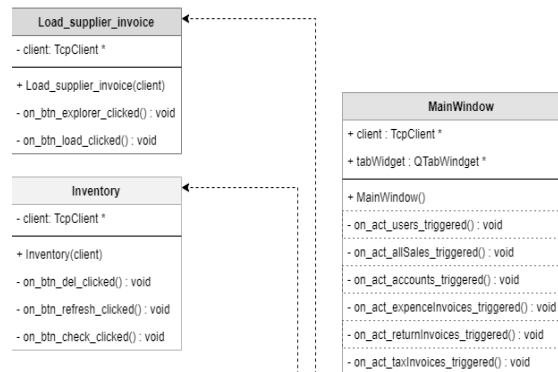 Load_supplier_invoice
- client: TcpClient *
+ Load_supplier_invoice(client)
- on_btn_explorer_clicked() : void
- on_btn_load_clicked() : void
Inventory
- client: TcpClient *
+ Inventory(client)
- on_btn_del_clicked() : void
- on_btn_refresh_clicked() : void
- on_btn_check_clicked() : void
MainWindow
+ client : TcpClient *
+ tabWidget : QTabWindget *
+ MainWindow()
- on_act_users_triggered() : void
- on_act_allSales_triggered() : void
- on_act_accounts_triggered() : void
- on_act_expenceInvoices_triggered() : void
- on_act_returnInvoices_triggered() : void
- on_act_taxInvoices_triggered() : void